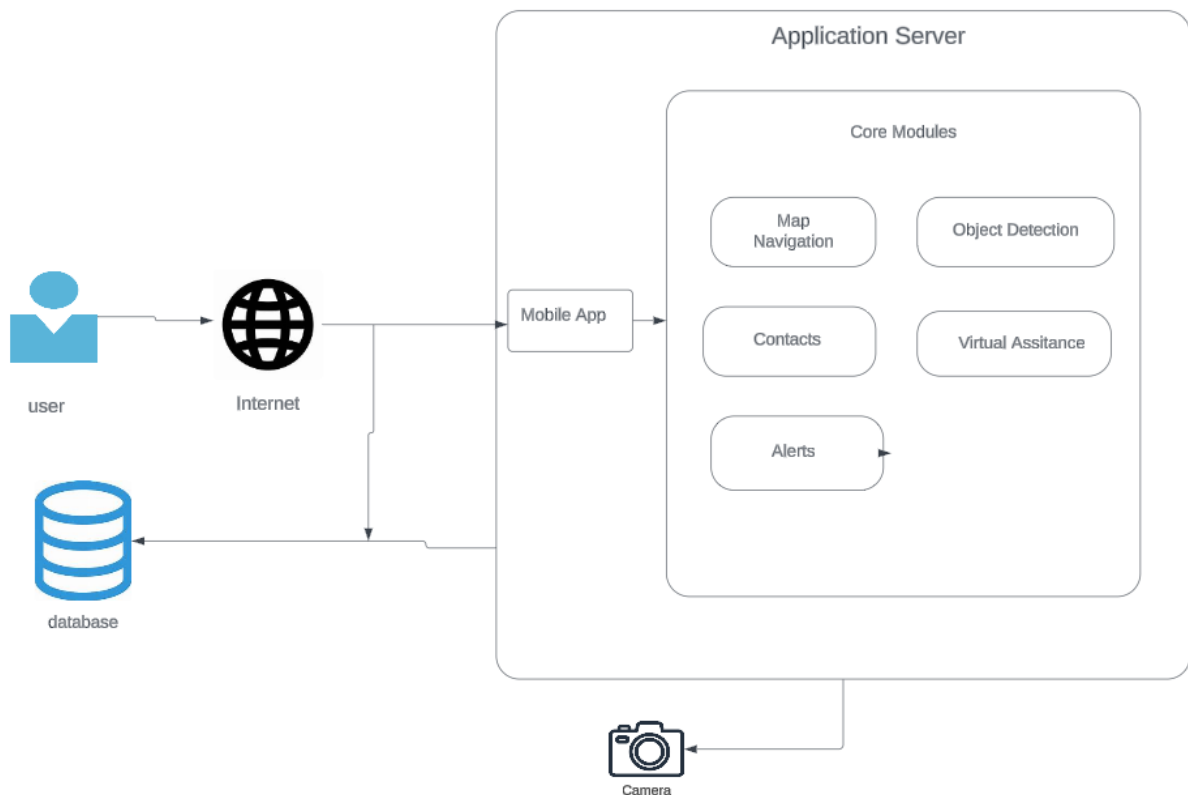 Application Server
Core Modules
Map
Navigation
Object Detection
Mobile App
Contacts
Virtual Assitance
user
Internet
Alerts
database
Camera